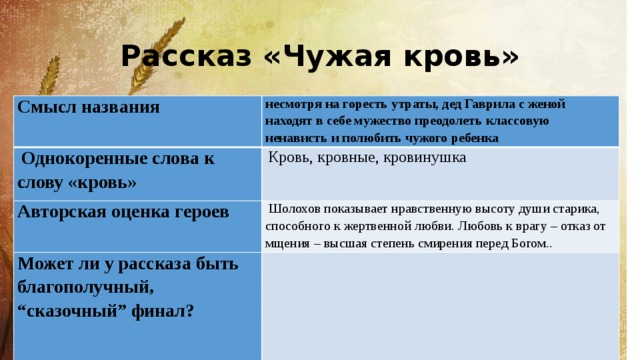 Рассказ «Чужая кровь»
Смысл названия
несмотря на горесть утраты, дед Гаврила с женой
находят в себе мужество преодолеть классовую
ненависть и полюбить чужого ребенка
Однокоренные слова к
слову «кровь»
Кровь, кровные, кровинушка
Авторская оценка героев
Шолохов показывает нравственную высоту души старика,
способного к жертвенной любви. Любовь к врагу – отказ от
мщения – высшая степень смирения перед Богом..
Может ли у рассказа быть
благополучный,
“сказочный” финал?